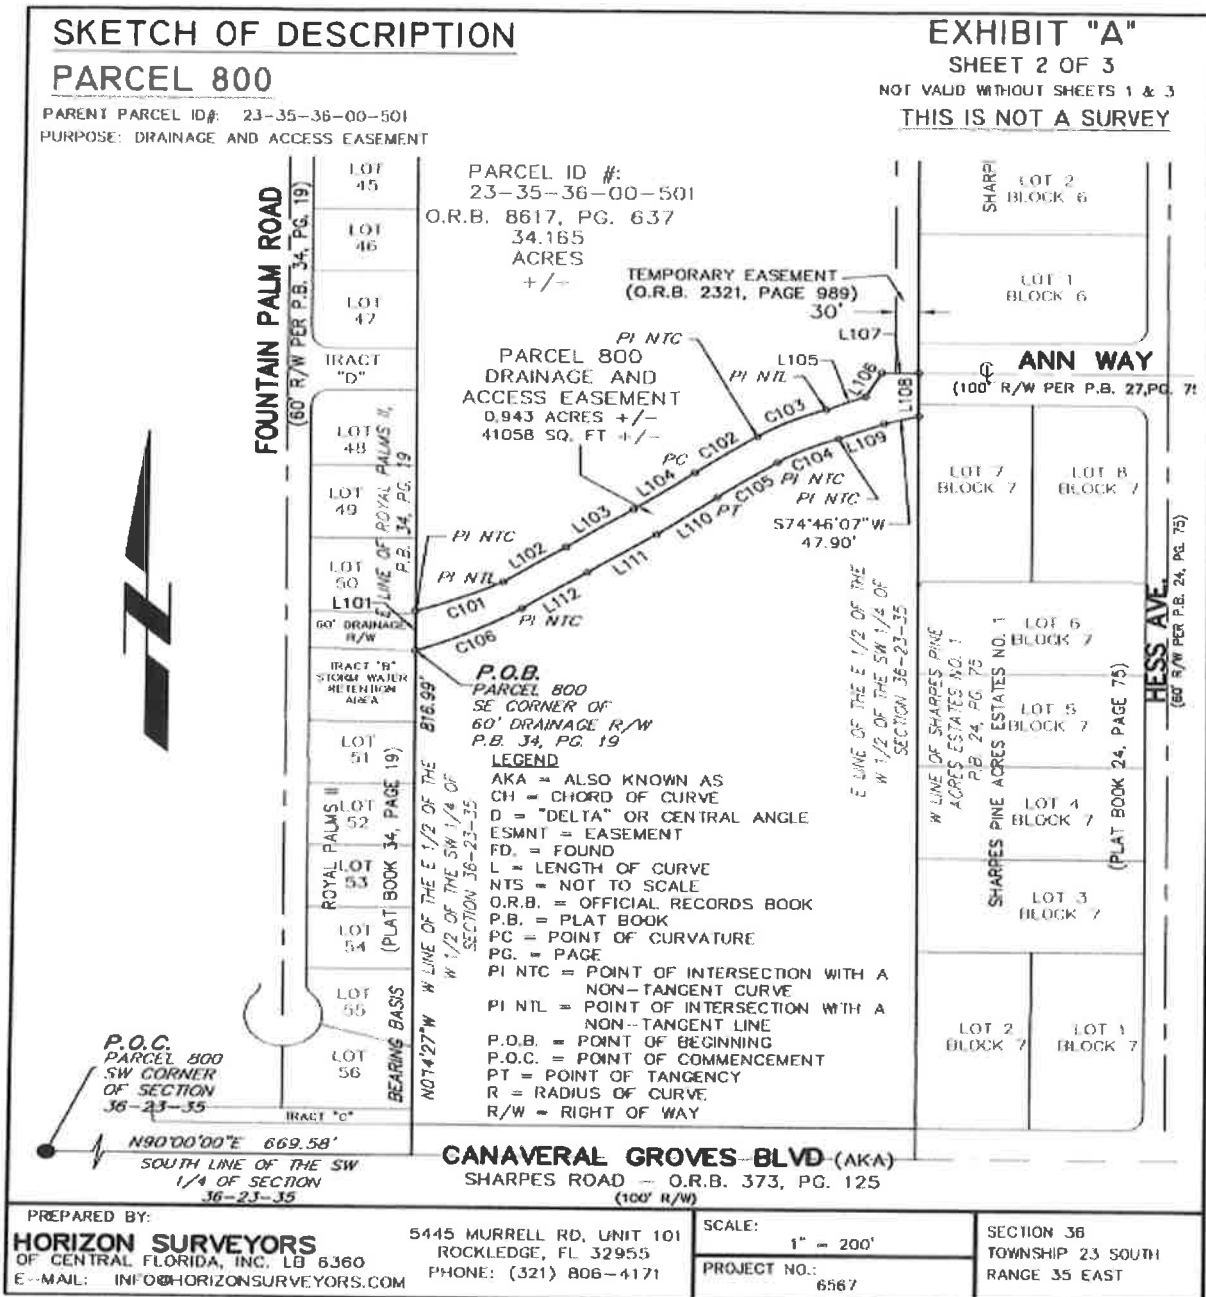 SKETCH OF DESCRIPTION
PARCEL 800
PARENT PARCEL ID#: 23-35-36-00-501
PURPOSE: DRAINAGE AND ACCESS EASEMENT
EXHIBIT "A"
SHEET 2 OF 3
NOT VALID WITHOUT SHEETS 1 & 3
THIS IS NOT A SURVEY
FOUNTAIN PALM ROAD
(60' R/W PER P.B. 34, PG. 19)
LOT
45
LOT
46
LOT
47
TRACT
"D"
LOT
48
LOT
49
LOT
50
L101
60' DRAINAGE
R/W
TRACT "B"
STORM WATER
RETENTION
AREA
LOT
51
LOT
52
LOT
53
LOT
54
LOT
55
LOT
56
TRACT "C"
ROYAL PALMS II
(PLAT BOOK 34, PAGE 19)
BEARING BASIS
E LINE OF ROYAL PALMS II,
P.B. 34, PG. 19
PARCEL ID #:
23-35-36-00-501
O.R.B. 8617, PG. 637
34.165
ACRES
+/-
TEMPORARY EASEMENT
(O.R.B. 2321, PAGE 989)
30'
L107
PI NTC
PARCEL 800
DRAINAGE AND
ACCESS EASEMENT
0.943 ACRES +/-
41058 SQ. FT +/-
L105
PI NTL
L106
L108
C103
C102
PC
L104
L103
L102
PI NTC
PI NTL
C101
C104
L109
PI NTC
PI NTC
C105
PT
L110
L111
L112
PI NTC
C106
S74°46'07"W
47.90'
P.O.B.
PARCEL 800
SE CORNER OF
60' DRAINAGE R/W
P.B. 34, PG. 19
816.99'
N01°4'27"W
W LINE OF THE E 1/2 OF THE
W 1/2 OF THE SW 1/4 OF
SECTION 36-23-35
LEGEND
AKA = ALSO KNOWN AS
CH = CHORD OF CURVE
D = "DELTA" OR CENTRAL ANGLE
ESMNT = EASEMENT
FD. = FOUND
L = LENGTH OF CURVE
NTS = NOT TO SCALE
O.R.B. = OFFICIAL RECORDS BOOK
P.B. = PLAT BOOK
PC = POINT OF CURVATURE
PG. = PAGE
PI NTC = POINT OF INTERSECTION WITH A
NON-TANGENT CURVE
PI NTL = POINT OF INTERSECTION WITH A
NON-TANGENT LINE
P.O.B. = POINT OF BEGINNING
P.O.C. = POINT OF COMMENCEMENT
PT = POINT OF TANGENCY
R = RADIUS OF CURVE
R/W = RIGHT OF WAY
E LINE OF THE E 1/2 OF THE
W 1/2 OF THE SW 1/4 OF
SECTION 36-23-35
W LINE OF SHARPES PINE
ACRES ESTATES NO. 1
P.B. 24, PG. 75
SHARPES PINE ACRES ESTATES NO. 1
(PLAT BOOK 24, PAGE 75)
SHARPI
LOT 2
BLOCK 6
LOT 1
BLOCK 6
ANN WAY
(100' R/W PER P.B. 27, PG. 7
LOT 7
BLOCK 7
LOT 8
BLOCK 7
LOT 6
BLOCK 7
LOT 5
BLOCK 7
LOT 4
BLOCK 7
LOT 3
BLOCK 7
LOT 2
BLOCK 7
LOT 1
BLOCK 7
HESS AVE.
(60' R/W PER P.B. 24, PG. 75)
P.O.C.
PARCEL 800
SW CORNER
OF SECTION
36-23-35
N90°00'00"E 669.58'
SOUTH LINE OF THE SW
1/4 OF SECTION
36-23-35
CANAVERAL GROVES BLVD (AKA)
SHARPES ROAD - O.R.B. 373, PG. 125
(100' R/W)
PREPARED BY:
HORIZON SURVEYORS
OF CENTRAL FLORIDA, INC. LB 6360
E-MAIL: INFO@HORIZONSURVEYORS.COM
5445 MURRELL RD, UNIT 101
ROCKLEDGE, FL 32955
PHONE: (321) 806-4171
SCALE:
1" = 200'
PROJECT NO.:
6567
SECTION 36
TOWNSHIP 23 SOUTH
RANGE 35 EAST